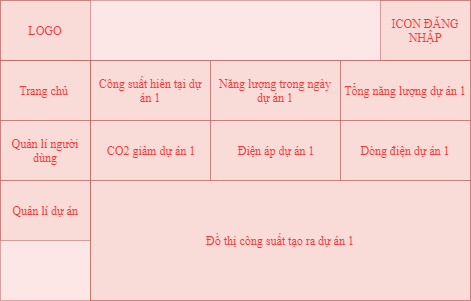 LOGO
ICON ĐĂNG
NHẬP
Trang chủ
Công suất hiên tại dự
án 1
Năng lượng trong ngày
dự án 1
Tổng năng lượng dự án 1
Quản lí người
dùng
CO2 giảm dự án 1
Điện áp dự án 1
Dòng điện dự án 1
Quản lí dự án
Đồ thị công suất tạo ra dự án 1